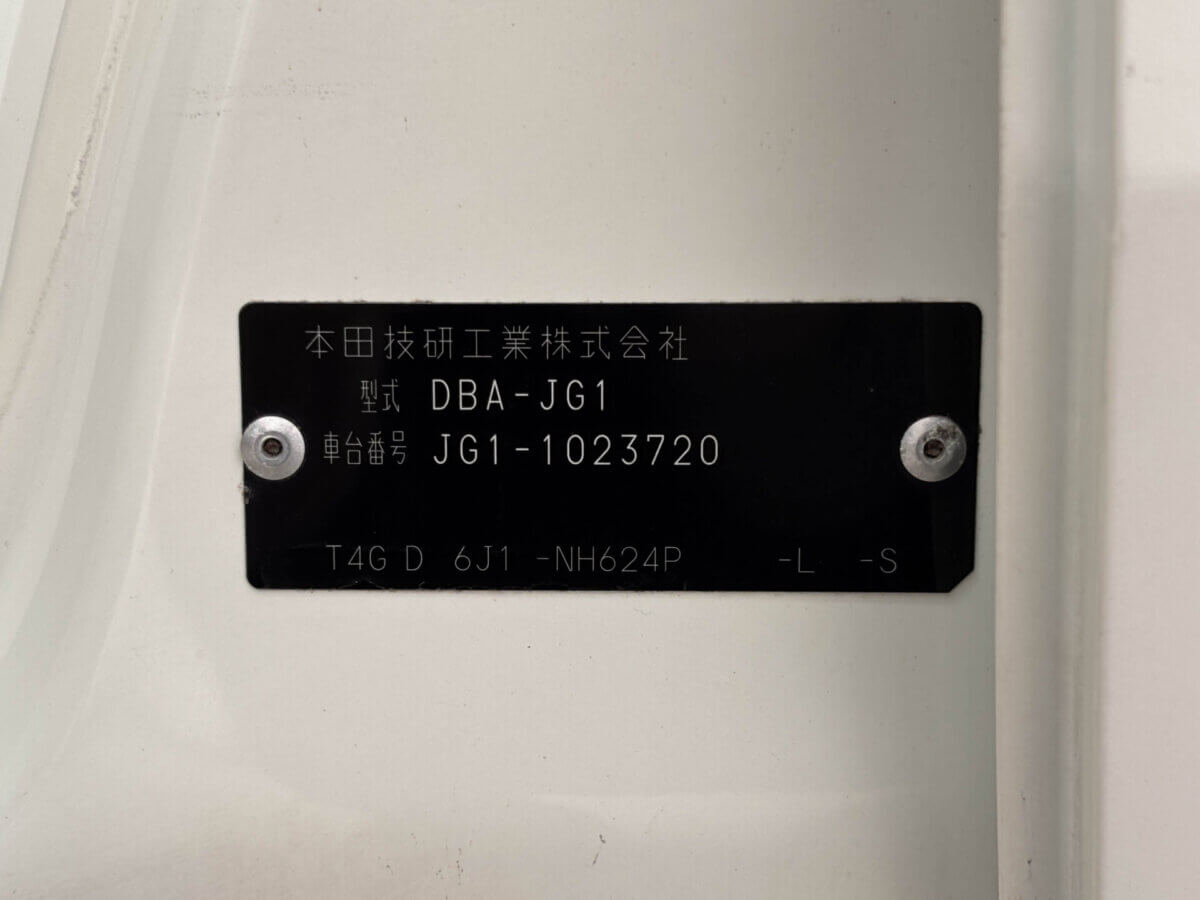 本田技研工業株式会社
型式 DBA-JG1
車台番号 JG1-1023720
T4G D 6J1 -NH624P -L -S